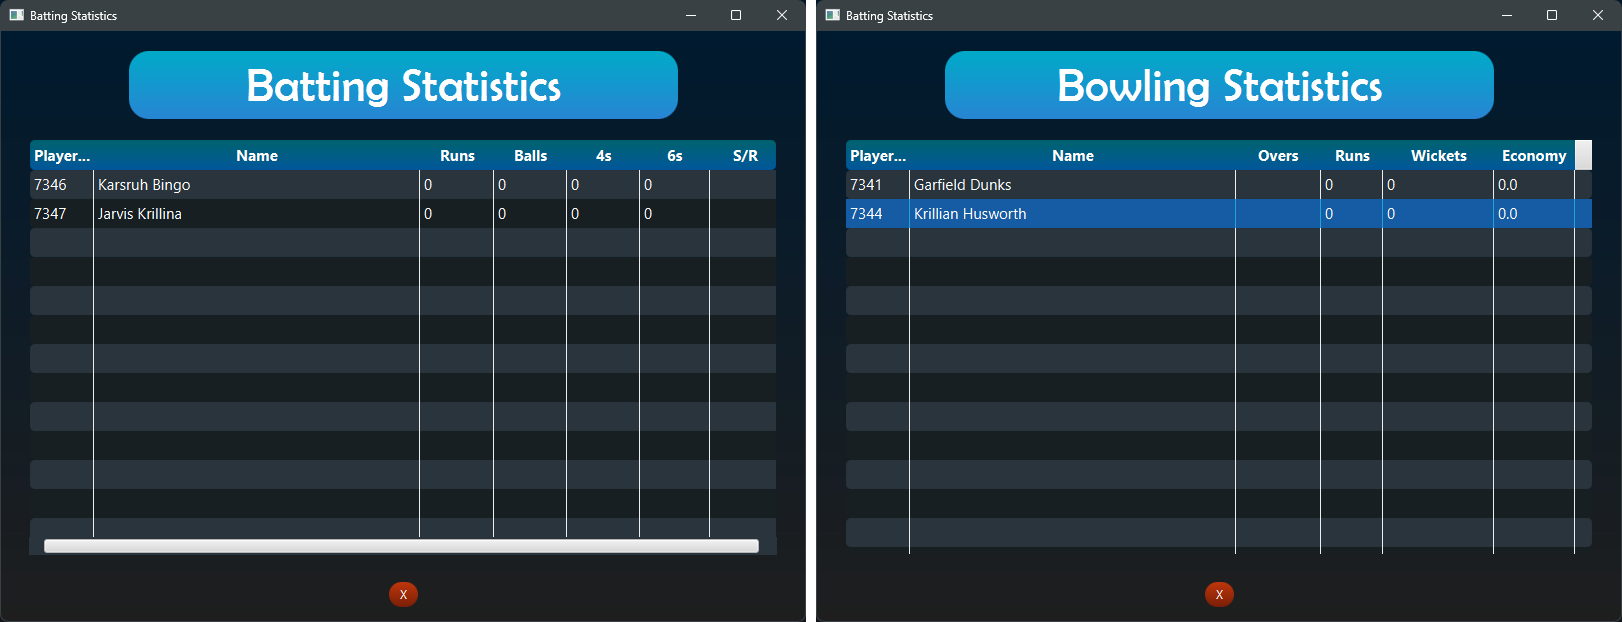 Batting Statistics
Batting Statistics
Player... Name Runs Balls 4s 6s S/R
7346 Karsruh Bingo 0 0 0 0
7347 Jarvis Krillina 0 0 0 0
X
Batting Statistics
Bowling Statistics
Player... Name Overs Runs Wickets Economy
7341 Garfield Dunks 0 0 0.0
7344 Krillian Husworth 0 0 0.0
X